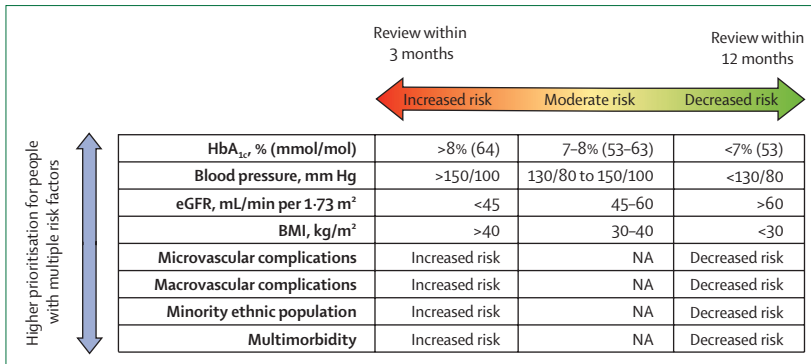 Review within
3 months
Review within
12 months
Increased risk Moderate risk Decreased risk
Higher prioritisation for people
with multiple risk factors
HbA1c, % (mmol/mol) >8% (64) 7–8% (53–63) <7% (53)
Blood pressure, mm Hg >150/100 130/80 to 150/100 <130/80
eGFR, mL/min per 1·73 m² <45 45–60 >60
BMI, kg/m² >40 30–40 <30
Microvascular complications Increased risk NA Decreased risk
Macrovascular complications Increased risk NA Decreased risk
Minority ethnic population Increased risk NA Decreased risk
Multimorbidity Increased risk NA Decreased risk